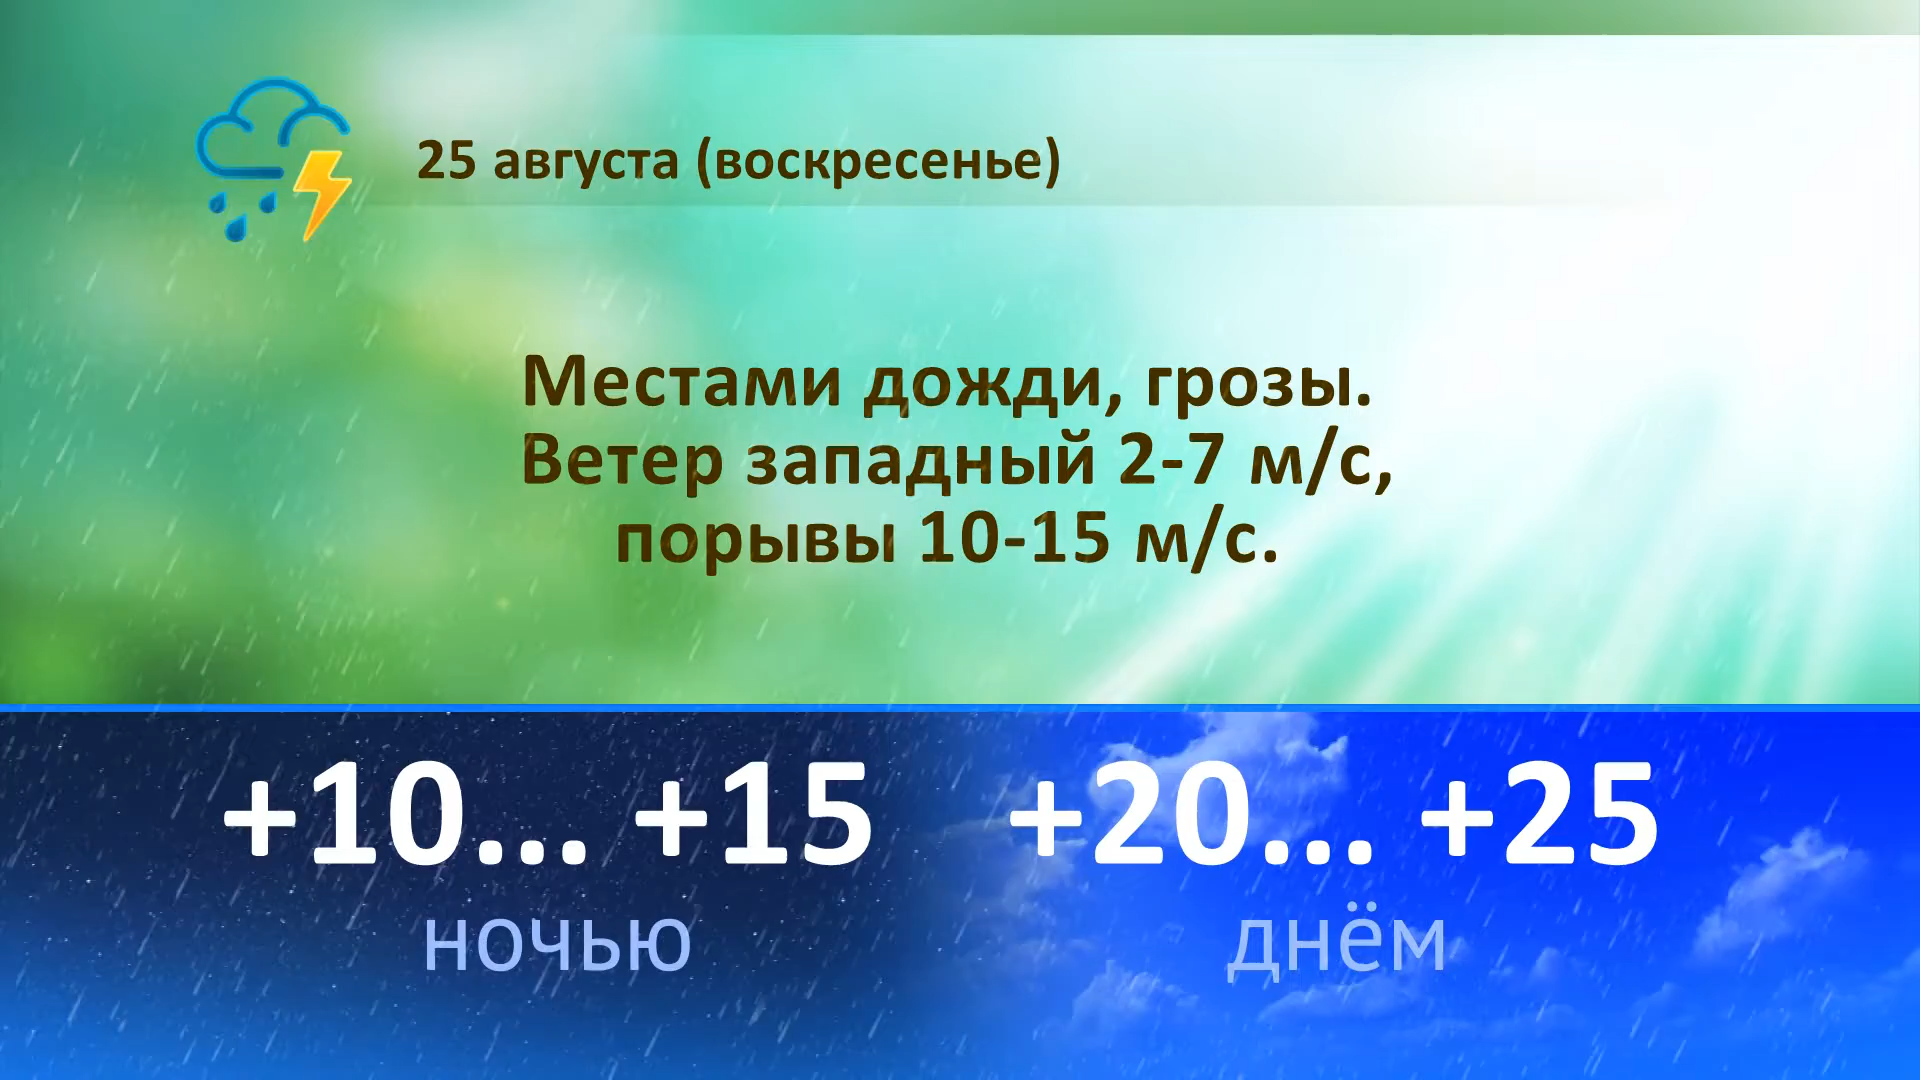 25 августа (воскресенье)
Местами дожди, грозы.
Ветер западный 2-7 м/с,
порывы 10-15 м/с.
+10... +15
ночью
+20... +25
днём